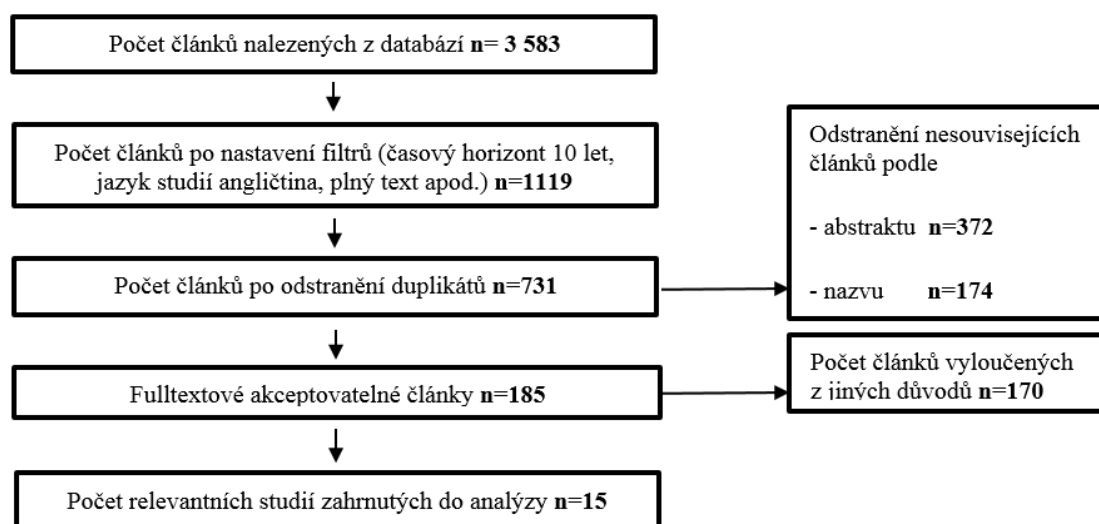 Počet článků nalezených z databází n= 3 583
Počet článků po nastavení filtrů (časový horizont 10 let,
jazyk studií angličtina, plný text apod.) n=1119
Odstranění nesouvisejících
článků podle
- abstraktu n=372
- nazvu n=174
Počet článků po odstranění duplikátů n=731
Fulltextové akceptovatelné články n=185
Počet článků vyloučených
z jiných důvodů n=170
Počet relevantních studií zahrnutých do analýzy n=15